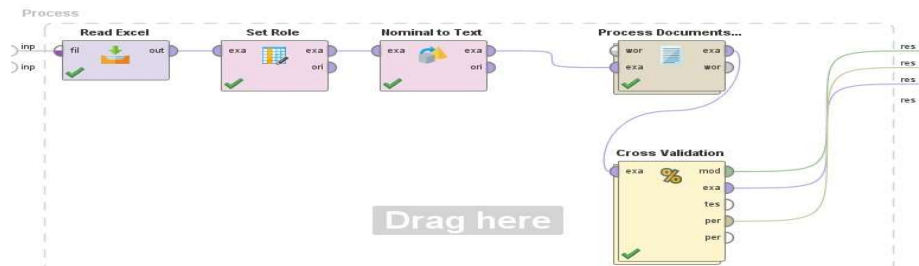 Process
Read Excel
Set Role
Nominal to Text
Process Documents...
inp
fil
out
exa
exa
exa
exa
wor
exa
res
inp
ori
ori
exa
wor
res
res
res
Cross Validation
exa
mod
exa
tes
per
per
Drag here